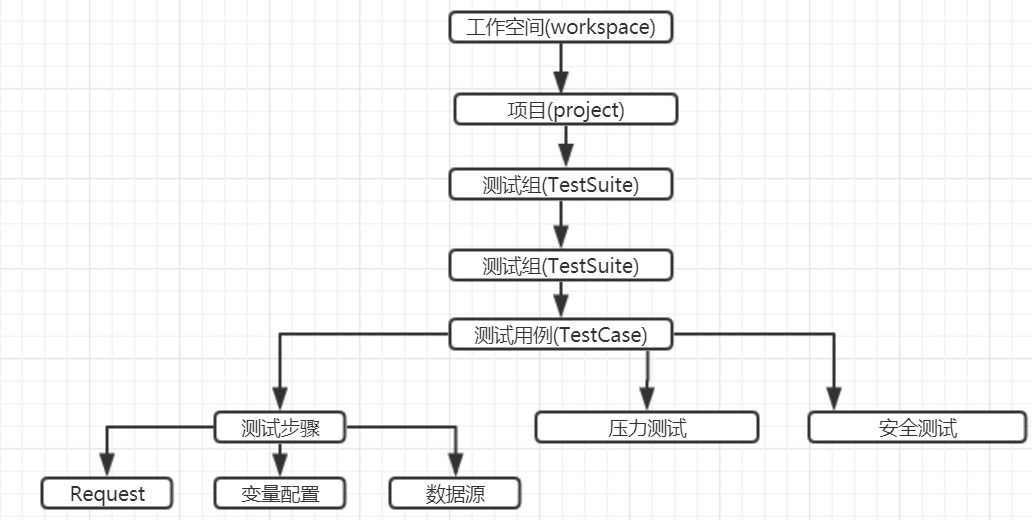 工作空间(workspace)
项目(project)
测试组(TestSuite)
测试组(TestSuite)
测试用例(TestCase)
测试步骤
压力测试
安全测试
Request
变量配置
数据源